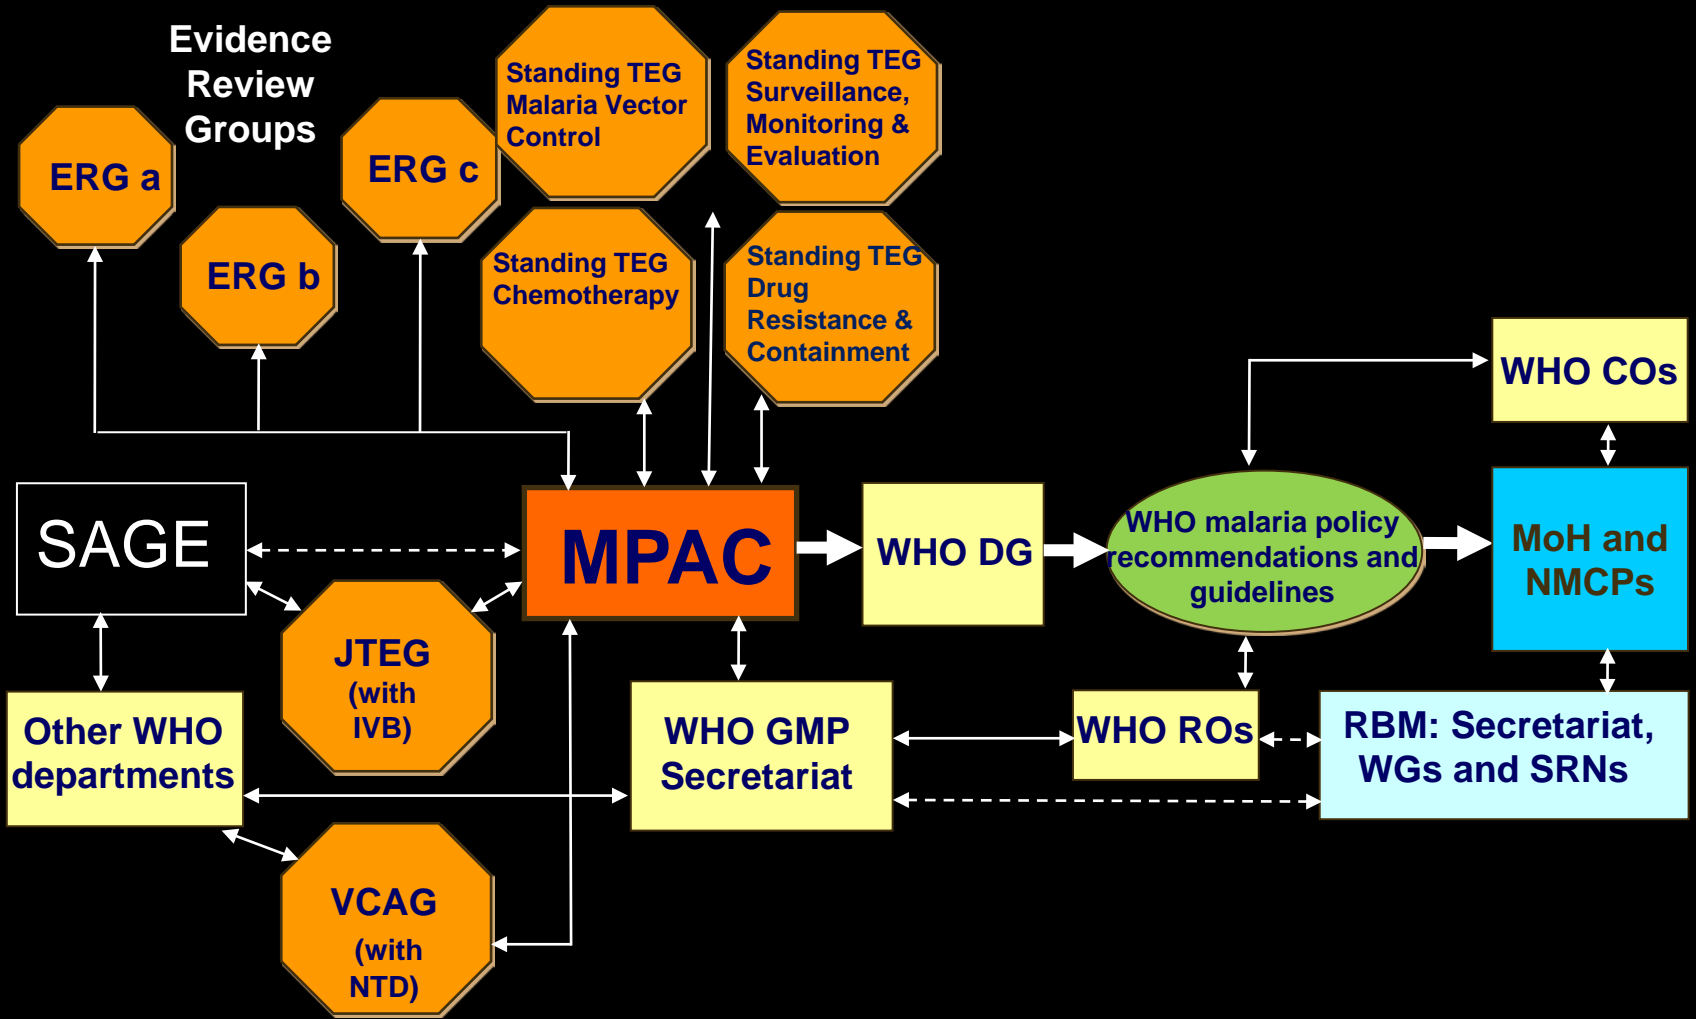 Evidence
Review
Groups
ERG a
ERG b
ERG c
Standing TEG
Malaria Vector
Control
Standing TEG
Surveillance,
Monitoring &
Evaluation
Standing TEG
Chemotherapy
Standing TEG
Drug
Resistance &
Containment
SAGE
MPAC
WHO DG
WHO malaria policy
recommendations and
guidelines
WHO COs
MoH and
NMCPs
JTEG
(with
IVB)
Other WHO
departments
WHO GMP
Secretariat
WHO ROs
RBM: Secretariat,
WGs and SRNs
VCAG
(with
NTD)